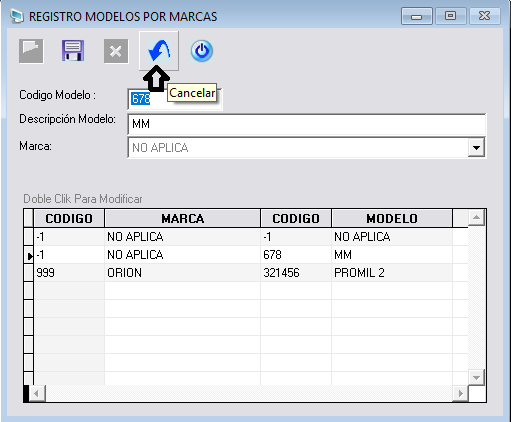 REGISTRO MODELOS POR MARCAS
Cancelar
Codigo Modelo : 678
Descripción Modelo: MM
Marca: NO APLICA
Doble Clik Para Modificar
CODIGO MARCA CODIGO MODELO
-1 NO APLICA -1 NO APLICA
-1 NO APLICA 678 MM
999 ORION 321456 PROMIL 2